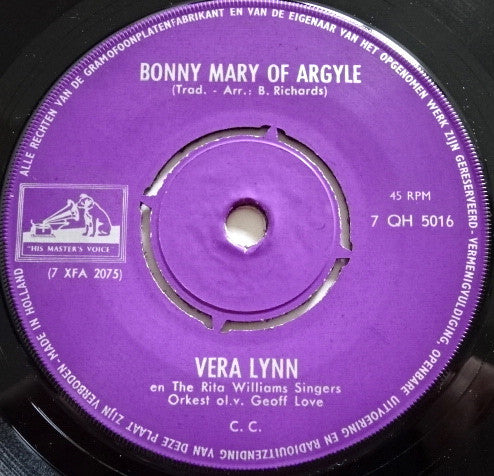 BONNY MARY OF ARGYLE
(Trad. - Arr.: B. Richards)
45 RPM
7 QH 5016
"HIS MASTER'S VOICE"
(7 XFA 2075)
VERA LYNN
en The Rita Williams Singers
Orkest ol.v. Geoff Love
C. C.
ALLE RECHTEN VAN DE GRAMOFOONPLATENFABRIKANT EN VAN DE EIGENAAR VAN HET OPGENOMEN WERK ZIJN GERESERVEERD-VERMENIGVULDIGING, OPENBARE UITVOERING EN RADIOUITZENDING VAN DEZE PLAAT ZIJN VERBODEN-MADE IN HOLLAND